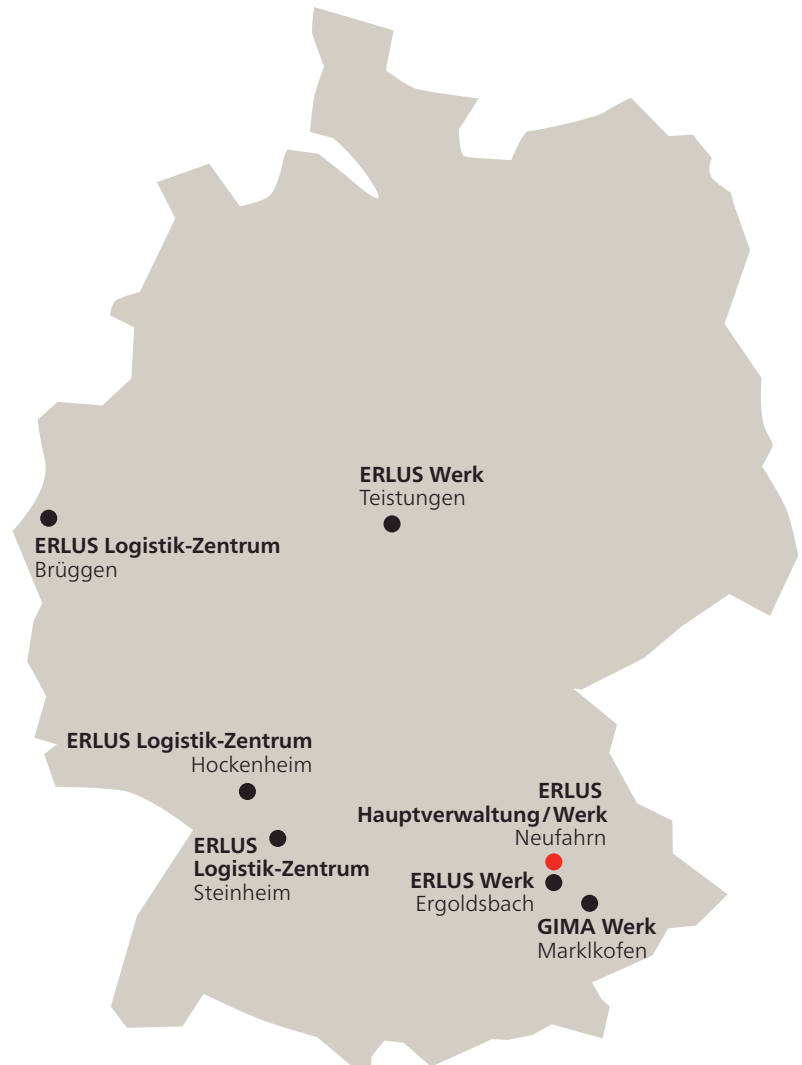 ERLUS Werk
Teistungen
ERLUS Logistik-Zentrum
Brüggen
ERLUS Logistik-Zentrum
Hockenheim
ERLUS
Logistik-Zentrum
Steinheim
ERLUS
Hauptverwaltung/Werk
Neufahrn
ERLUS Werk
Ergoldsbach
GIMA Werk
Marklkofen